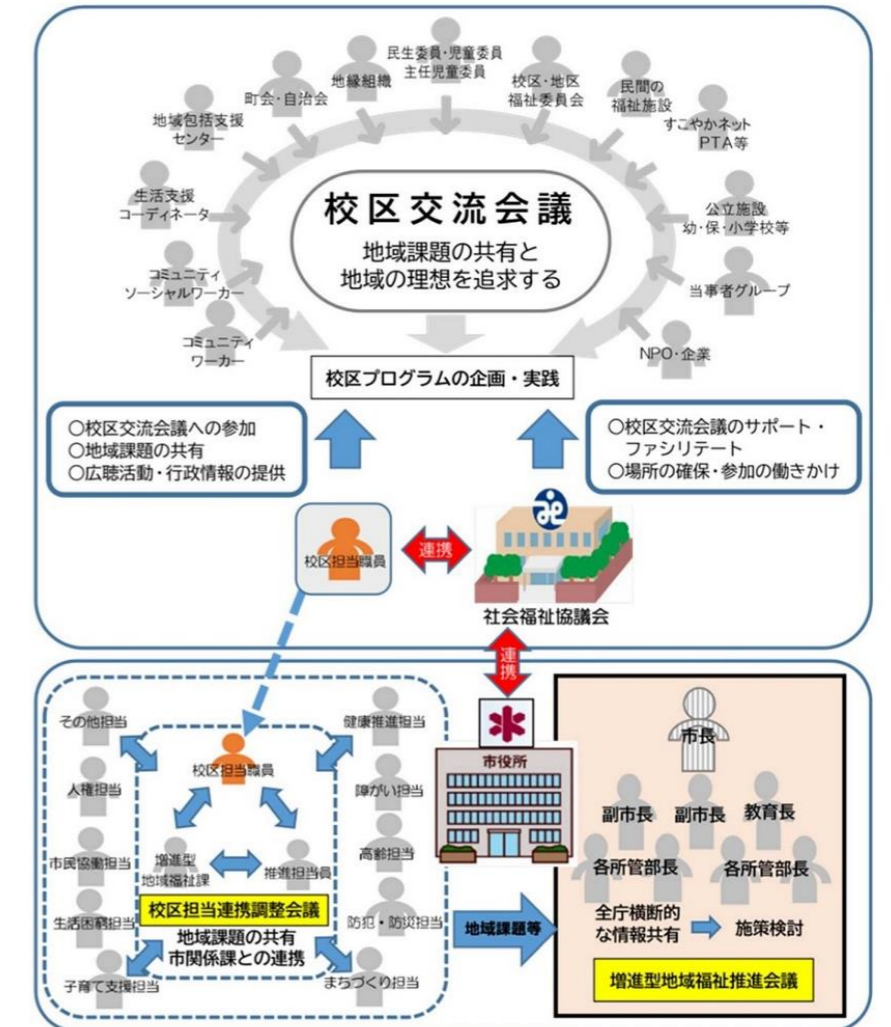 民生委員・児童委員
主任児童委員
地縁組織
町会・自治会
地域包括支援
センター
生活支援
コーディネータ
コミュニティ
ソーシャルワーカー
コミュニティ
ワーカー
校区・地区
福祉委員会
民間の
福祉施設
すこやかネット
PTA等
公立施設
幼・保・小学校等
当事者グループ
NPO・企業
校区交流会議
地域課題の共有と
地域の理想を追求する
校区プログラムの企画・実践
○校区交流会議への参加
○地域課題の共有
○広聴活動・行政情報の提供
○校区交流会議のサポート・
ファシリテート
○場所の確保・参加の働きかけ
校区担当職員
連携
社会福祉協議会
連携
その他担当
人権担当
市民協働担当
生活困窮担当
子育て支援担当
校区担当職員
増進型
地域福祉課
推進担当員
校区担当連携調整会議
地域課題の共有
市関係課との連携
健康推進担当
障がい担当
高齢担当
防犯・防災担当
まちづくり担当
市役所
地域課題等
市長
副市長
副市長
教育長
各所管部長
各所管部長
全庁横断的
な情報共有
施策検討
増進型地域福祉推進会議